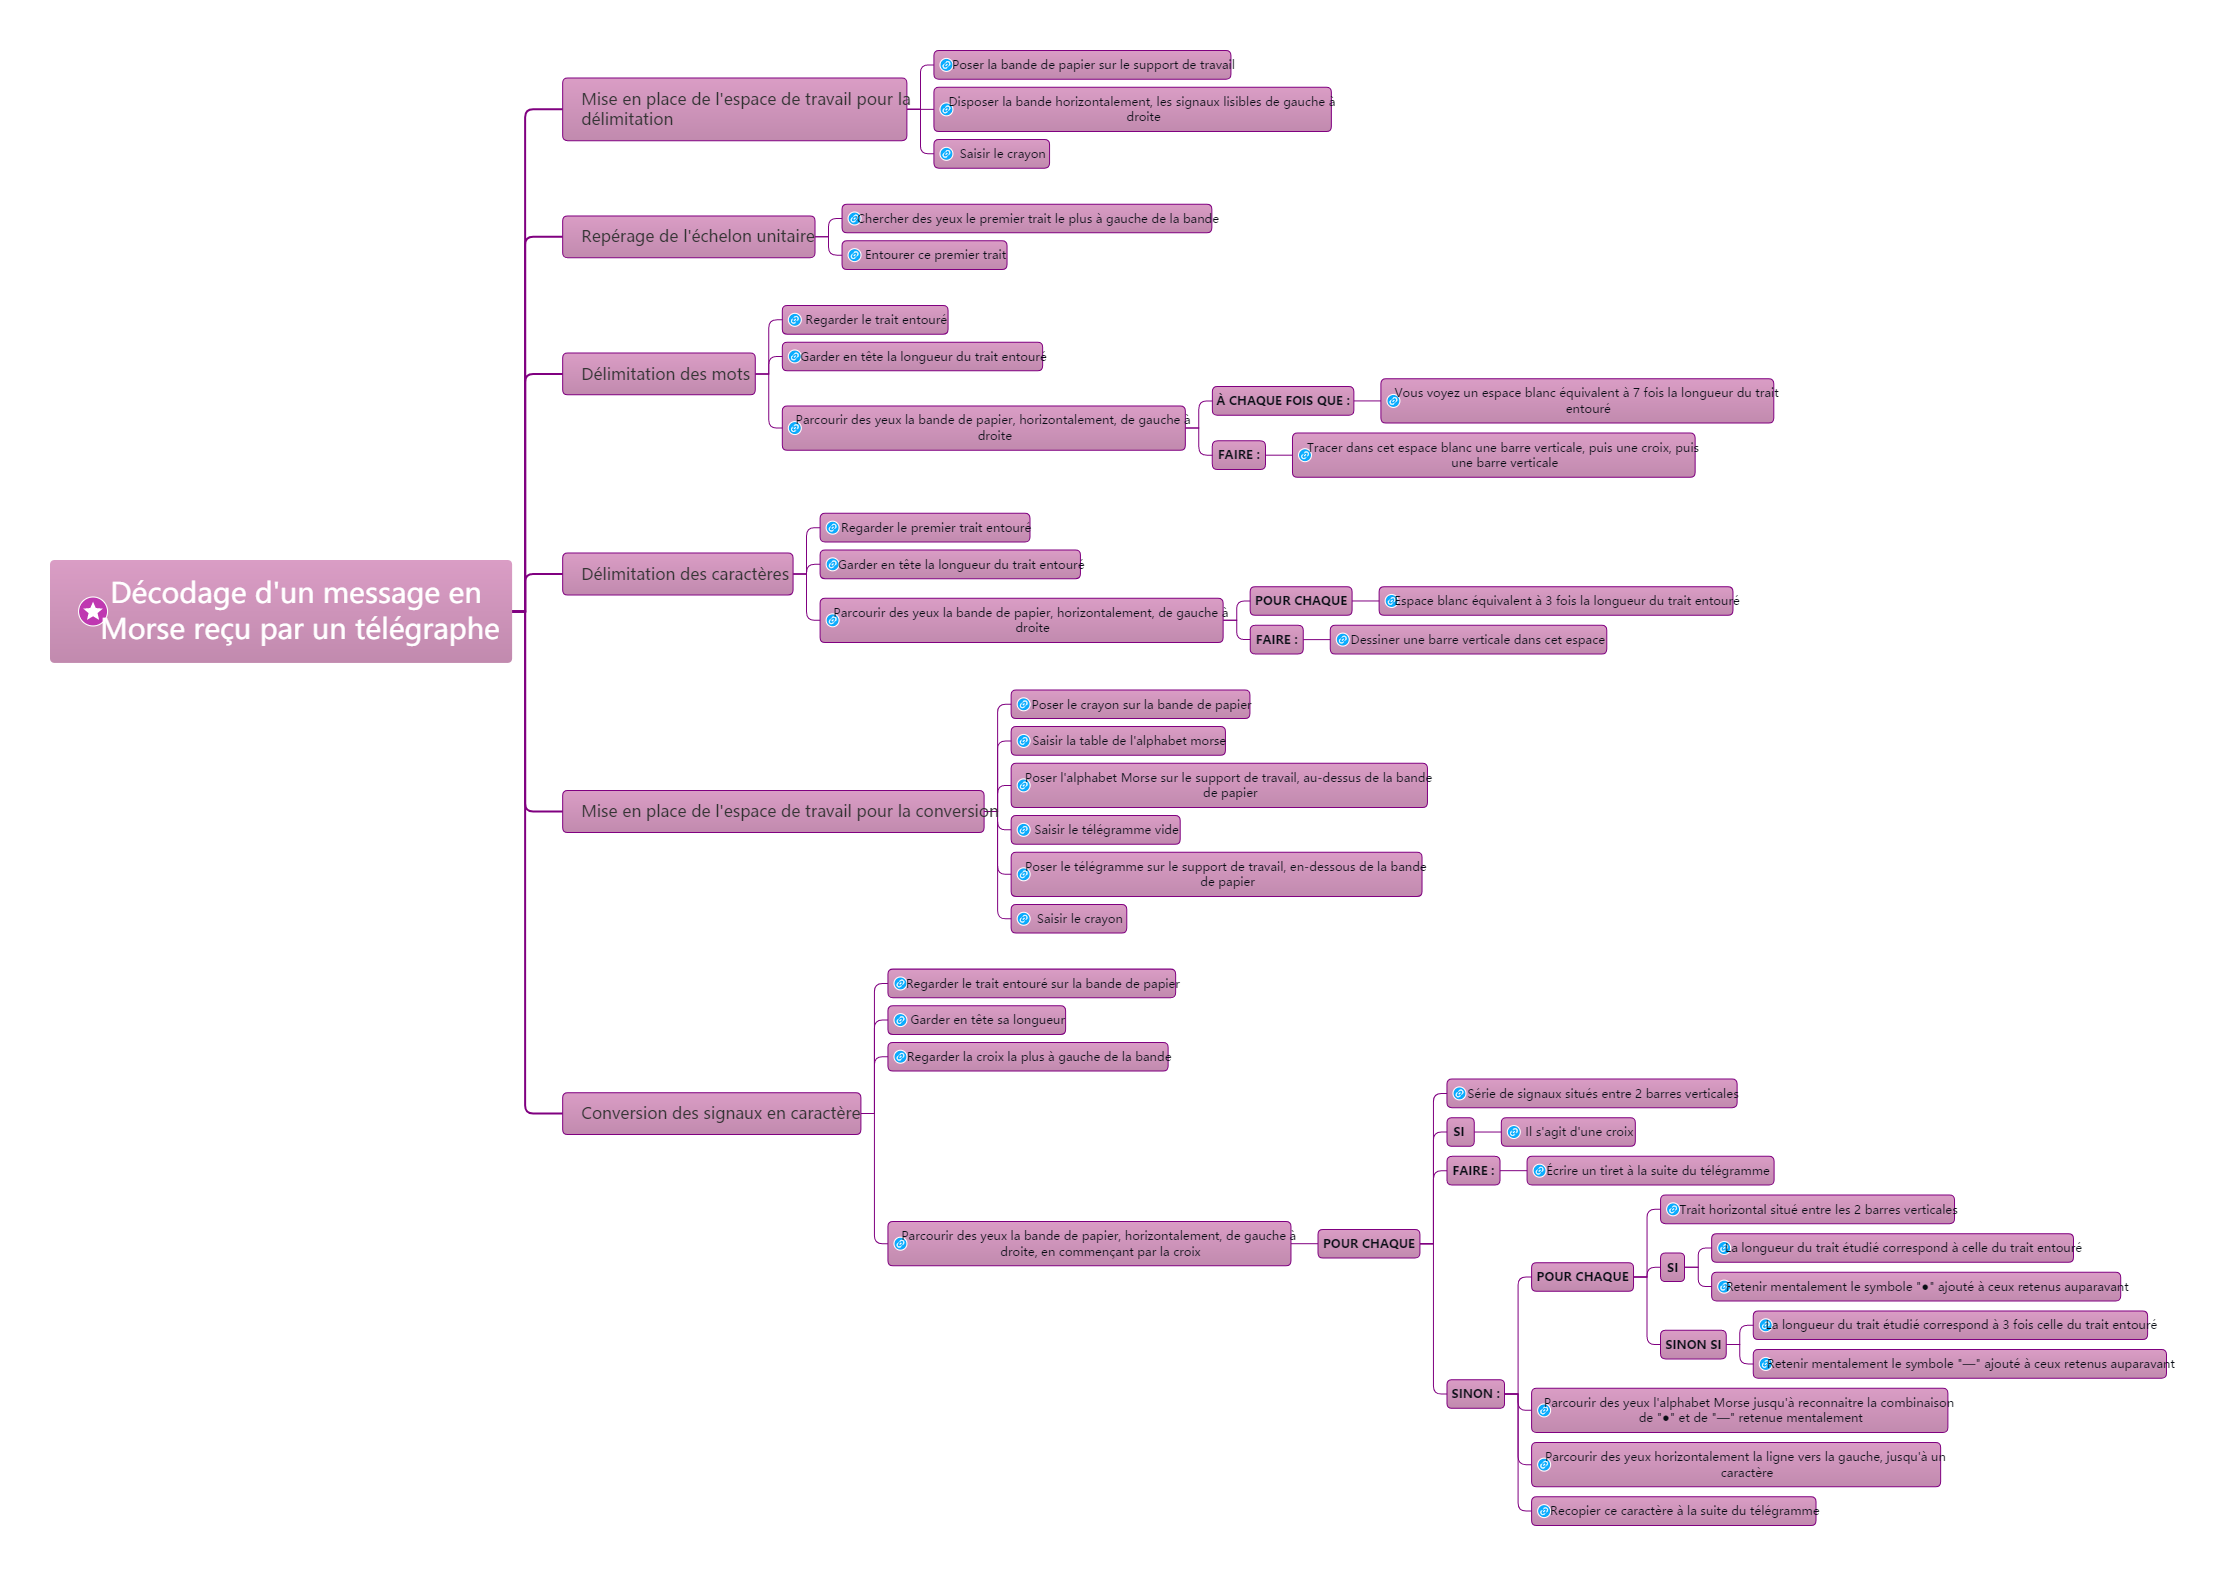 Décodage d'un message en
Morse reçu par un télégraphe
Mise en place de l'espace de travail pour la
délimitation
Poser la bande de papier sur le support de travail
Disposer la bande horizontalement, les signaux lisibles de gauche à
droite
Saisir le crayon
Repérage de l'échelon unitaire
Chercher des yeux le premier trait le plus à gauche de la bande
Entourer ce premier trait
Délimitation des mots
Regarder le trait entouré
Garder en tête la longueur du trait entouré
Parcourir des yeux la bande de papier, horizontalement, de gauche à
droite
À CHAQUE FOIS QUE :
Vous voyez un espace blanc équivalent à 7 fois la longueur du trait
entouré
FAIRE :
Tracer dans cet espace blanc une barre verticale, puis une croix, puis
une barre verticale
Délimitation des caractères
Regarder le premier trait entouré
Garder en tête la longueur du trait entouré
Parcourir des yeux la bande de papier, horizontalement, de gauche à
droite
POUR CHAQUE
Espace blanc équivalent à 3 fois la longueur du trait entouré
FAIRE :
Dessiner une barre verticale dans cet espace
Mise en place de l'espace de travail pour la conversion
Poser le crayon sur la bande de papier
Saisir la table de l'alphabet morse
Poser l'alphabet Morse sur le support de travail, au-dessus de la bande
de papier
Saisir le télégramme vide
Poser le télégramme sur le support de travail, en-dessous de la bande
de papier
Saisir le crayon
Conversion des signaux en caractère
Regarder le trait entouré sur la bande de papier
Garder en tête sa longueur
Regarder la croix la plus à gauche de la bande
Parcourir des yeux la bande de papier, horizontalement, de gauche à
droite, en commençant par la croix
POUR CHAQUE
Série de signaux situés entre 2 barres verticales
SI
Il s'agit d'une croix
FAIRE :
Écrire un tiret à la suite du télégramme
SINON :
POUR CHAQUE
Trait horizontal situé entre les 2 barres verticales
SI
La longueur du trait étudié correspond à celle du trait entouré
Retenir mentalement le symbole "●" ajouté à ceux retenus auparavant
SINON SI
La longueur du trait étudié correspond à 3 fois celle du trait entouré
Retenir mentalement le symbole "—" ajouté à ceux retenus auparavant
Parcourir des yeux l'alphabet Morse jusqu'à reconnaitre la combinaison
de "●" et de "—" retenue mentalement
Parcourir des yeux horizontalement la ligne vers la gauche, jusqu'à un
caractère
Recopier ce caractère à la suite du télégramme